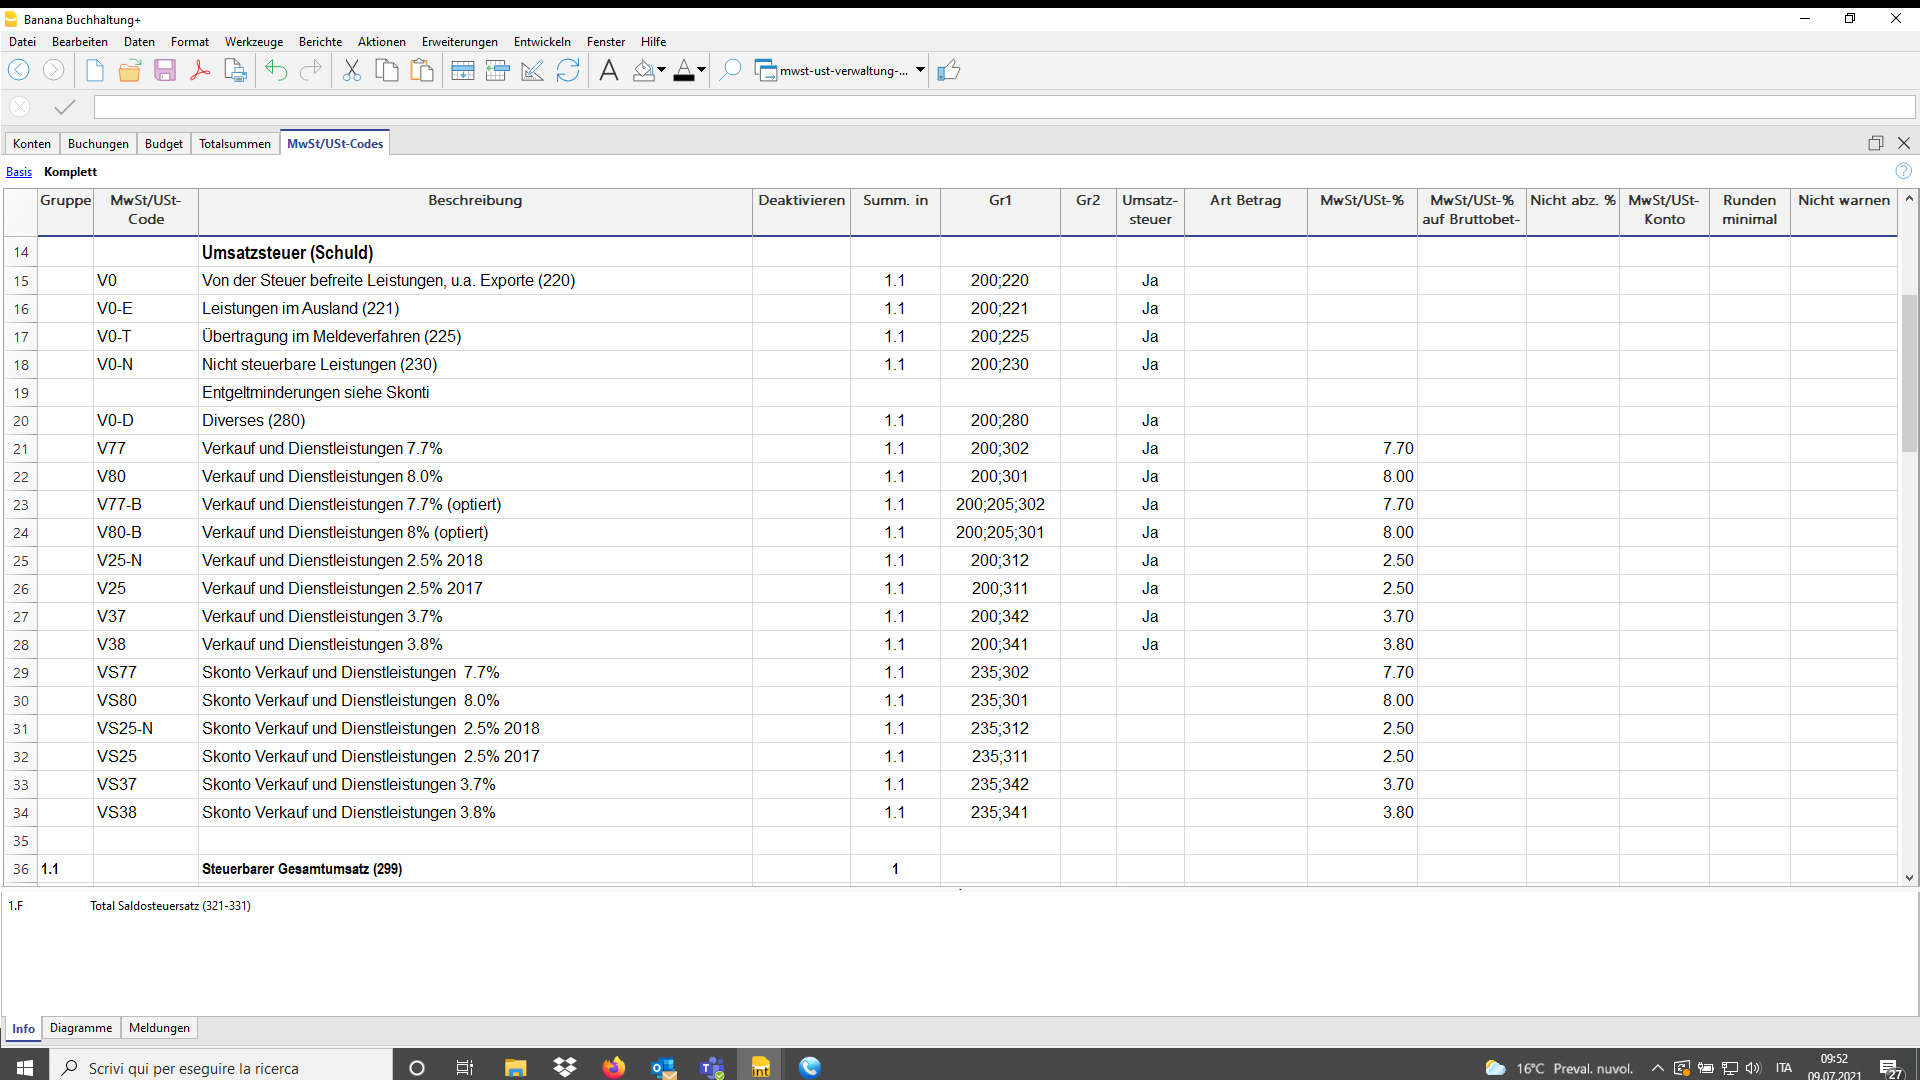 Banana Buchhaltung+
Datei Bearbeiten Daten Format Werkzeuge Berichte Aktionen Erweiterungen Entwickeln Fenster Hilfe
mwst-ust-verwaltung-...
Konten Buchungen Budget Totalsummen MwSt/USt-Codes
Basis Komplett
Gruppe MwSt/USt-Code Beschreibung Deaktivieren Summ. in Gr1 Gr2 Umsatz-steuer Art Betrag MwSt/USt-% MwSt/USt-% auf Bruttobet- Nicht abz. % MwSt/USt-Konto Runden minimal Nicht warnen
14 Umsatzsteuer (Schuld)
15 V0 Von der Steuer befreite Leistungen, u.a. Exporte (220) 1.1 200;220 Ja
16 V0-E Leistungen im Ausland (221) 1.1 200;221 Ja
17 V0-T Übertragung im Meldeverfahren (225) 1.1 200;225 Ja
18 V0-N Nicht steuerbare Leistungen (230) 1.1 200;230 Ja
19 Entgeltminderungen siehe Skonti
20 V0-D Diverses (280) 1.1 200;280 Ja
21 V77 Verkauf und Dienstleistungen 7.7% 1.1 200;302 Ja 7.70
22 V80 Verkauf und Dienstleistungen 8.0% 1.1 200;301 Ja 8.00
23 V77-B Verkauf und Dienstleistungen 7.7% (optiert) 1.1 200;205;302 Ja 7.70
24 V80-B Verkauf und Dienstleistungen 8% (optiert) 1.1 200;205;301 Ja 8.00
25 V25-N Verkauf und Dienstleistungen 2.5% 2018 1.1 200;312 Ja 2.50
26 V25 Verkauf und Dienstleistungen 2.5% 2017 1.1 200;311 Ja 2.50
27 V37 Verkauf und Dienstleistungen 3.7% 1.1 200;342 Ja 3.70
28 V38 Verkauf und Dienstleistungen 3.8% 1.1 200;341 Ja 3.80
29 VS77 Skonto Verkauf und Dienstleistungen 7.7% 1.1 235;302 7.70
30 VS80 Skonto Verkauf und Dienstleistungen 8.0% 1.1 235;301 8.00
31 VS25-N Skonto Verkauf und Dienstleistungen 2.5% 2018 1.1 235;312 2.50
32 VS25 Skonto Verkauf und Dienstleistungen 2.5% 2017 1.1 235;311 2.50
33 VS37 Skonto Verkauf und Dienstleistungen 3.7% 1.1 235;342 3.70
34 VS38 Skonto Verkauf und Dienstleistungen 3.8% 1.1 235;341 3.80
35
36 1.1 Steuerbarer Gesamtumsatz (299) 1
1.F Total Saldosteuersatz (321-331)
Info Diagramme Meldungen
Scrivi qui per eseguire la ricerca int 16°C Preval. nuvol. ITA 09:52
09.07.2021 27